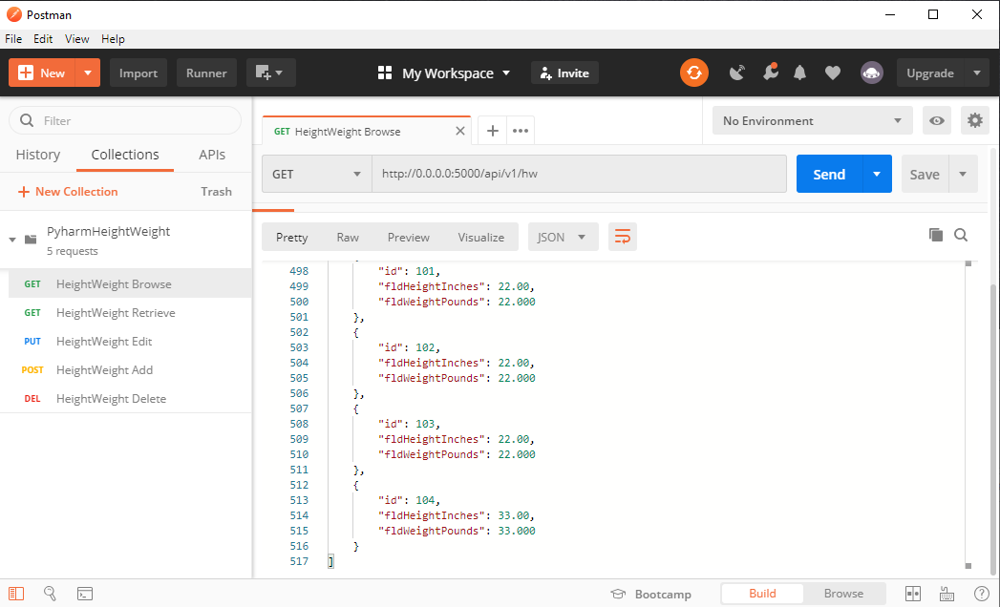 Postman
File Edit View Help
New Import Runner My Workspace Invite Upgrade
Filter
History Collections APIs
+ New Collection Trash
PyharmHeightWeight
5 requests
GET HeightWeight Browse
GET HeightWeight Retrieve
PUT HeightWeight Edit
POST HeightWeight Add
DEL HeightWeight Delete
GET HeightWeight Browse
No Environment
GET http://0.0.0.0:5000/api/v1/hw Send Save
Pretty Raw Preview Visualize JSON
498 "id": 101,
499 "fldHeightInches": 22.00,
500 "fldWeightPounds": 22.000
501 },
502 {
503 "id": 102,
504 "fldHeightInches": 22.00,
505 "fldWeightPounds": 22.000
506 },
507 {
508 "id": 103,
509 "fldHeightInches": 22.00,
510 "fldWeightPounds": 22.000
511 },
512 {
513 "id": 104,
514 "fldHeightInches": 33.00,
515 "fldWeightPounds": 33.000
516 }
517 ]
Bootcamp Build Browse